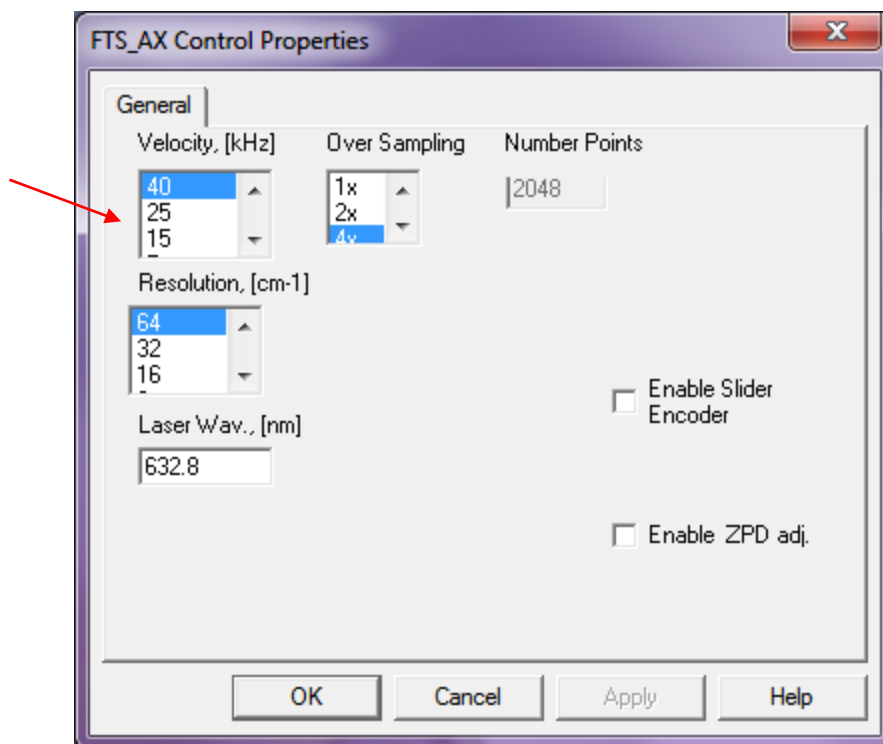 FTS_AX Control Properties
General
Velocity, [kHz] Over Sampling Number Points
40 1x 2048
25 2x
15 4x
Resolution, [cm-1]
64
32
16
Enable Slider
Encoder
Laser Wav., [nm]
632.8
Enable ZPD adj.
OK Cancel Apply Help